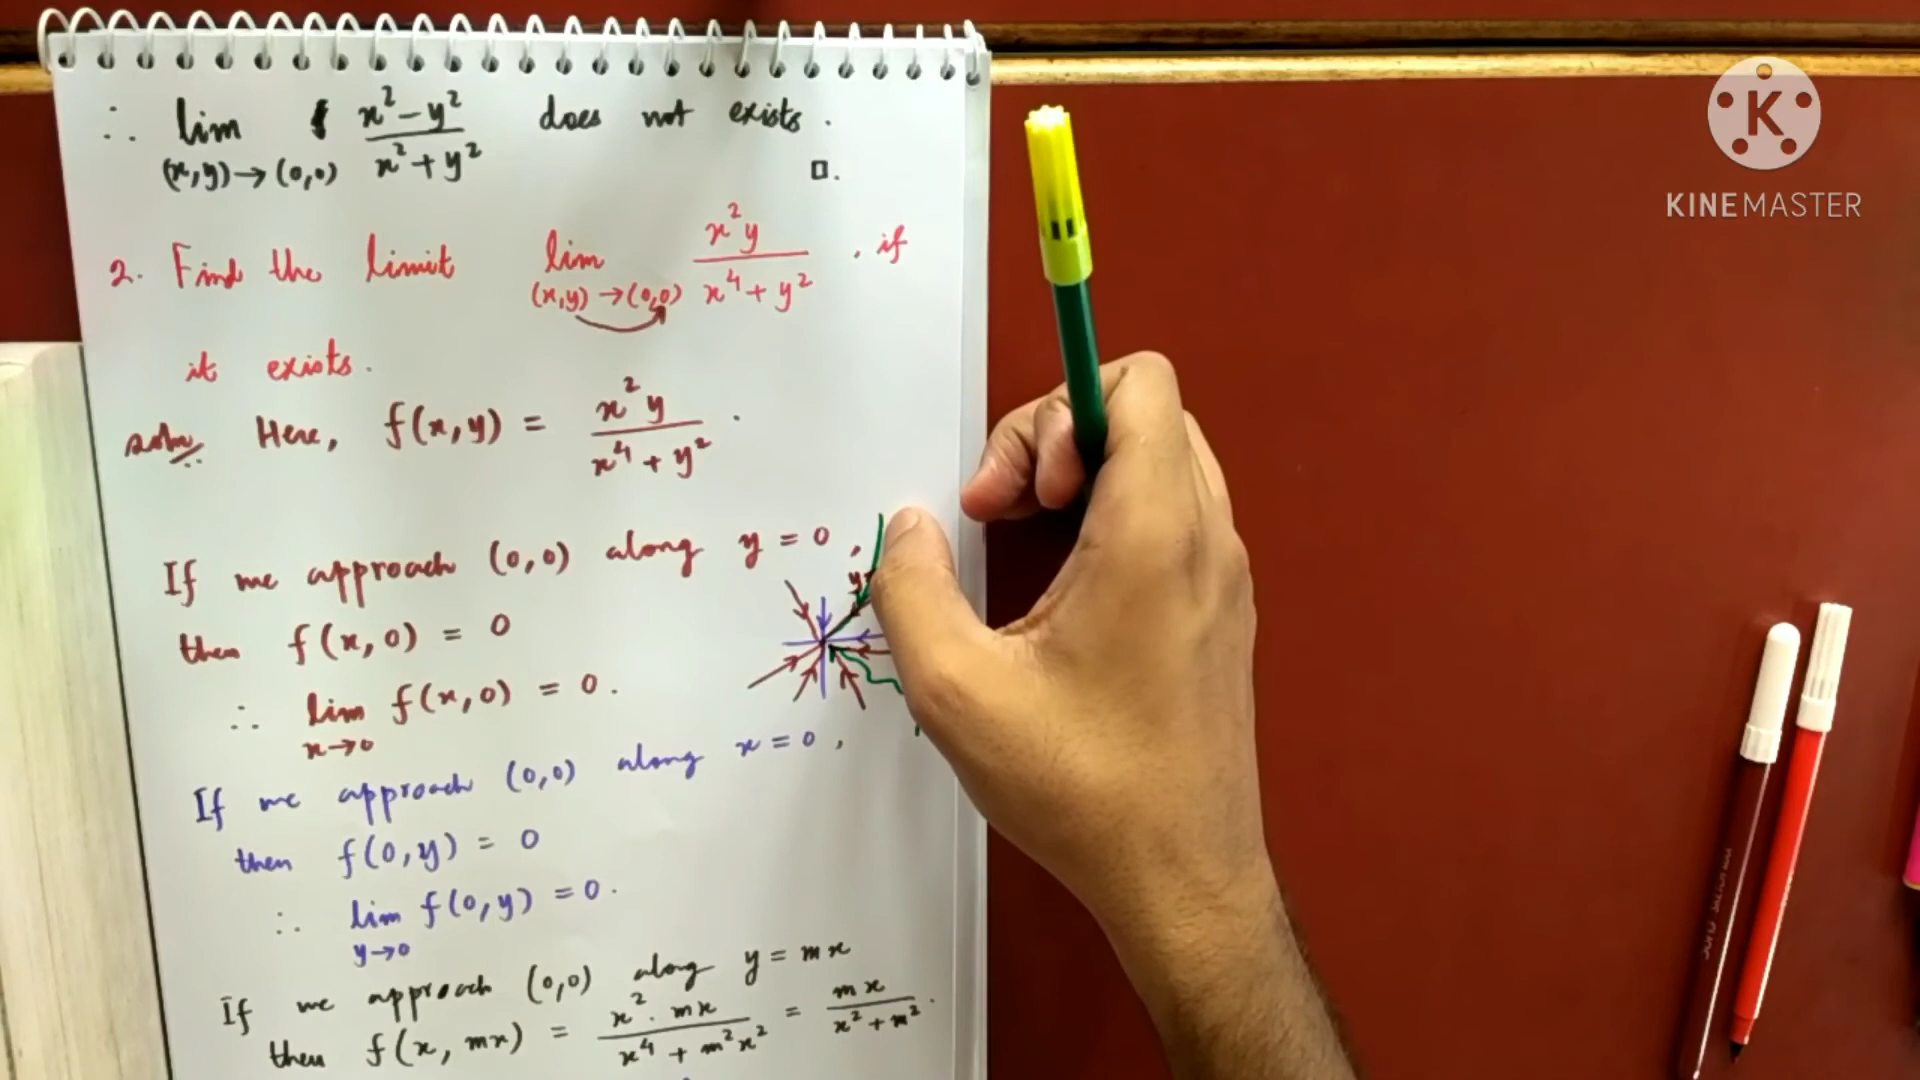 ∴ lim (x,y)→(0,0) x²-y² / x²+y² does not exists.
□.
2. Find the limit lim (x,y)→(0,0) x²y / x⁴+y² , if
it exists.
soln Here, f(x,y) = x²y / x⁴+y² .
If we approach (0,0) along y = 0 ,
then f(x,0) = 0
∴ lim x→0 f(x,0) = 0.
If we approach (0,0) along x = 0 ,
then f(0,y) = 0
∴ lim y→0 f(0,y) = 0.
If we approach (0,0) along y = mx
then f(x, mx) = x². mx / x⁴ + m²x² = mx / x²+m² .
K
KINEMASTER